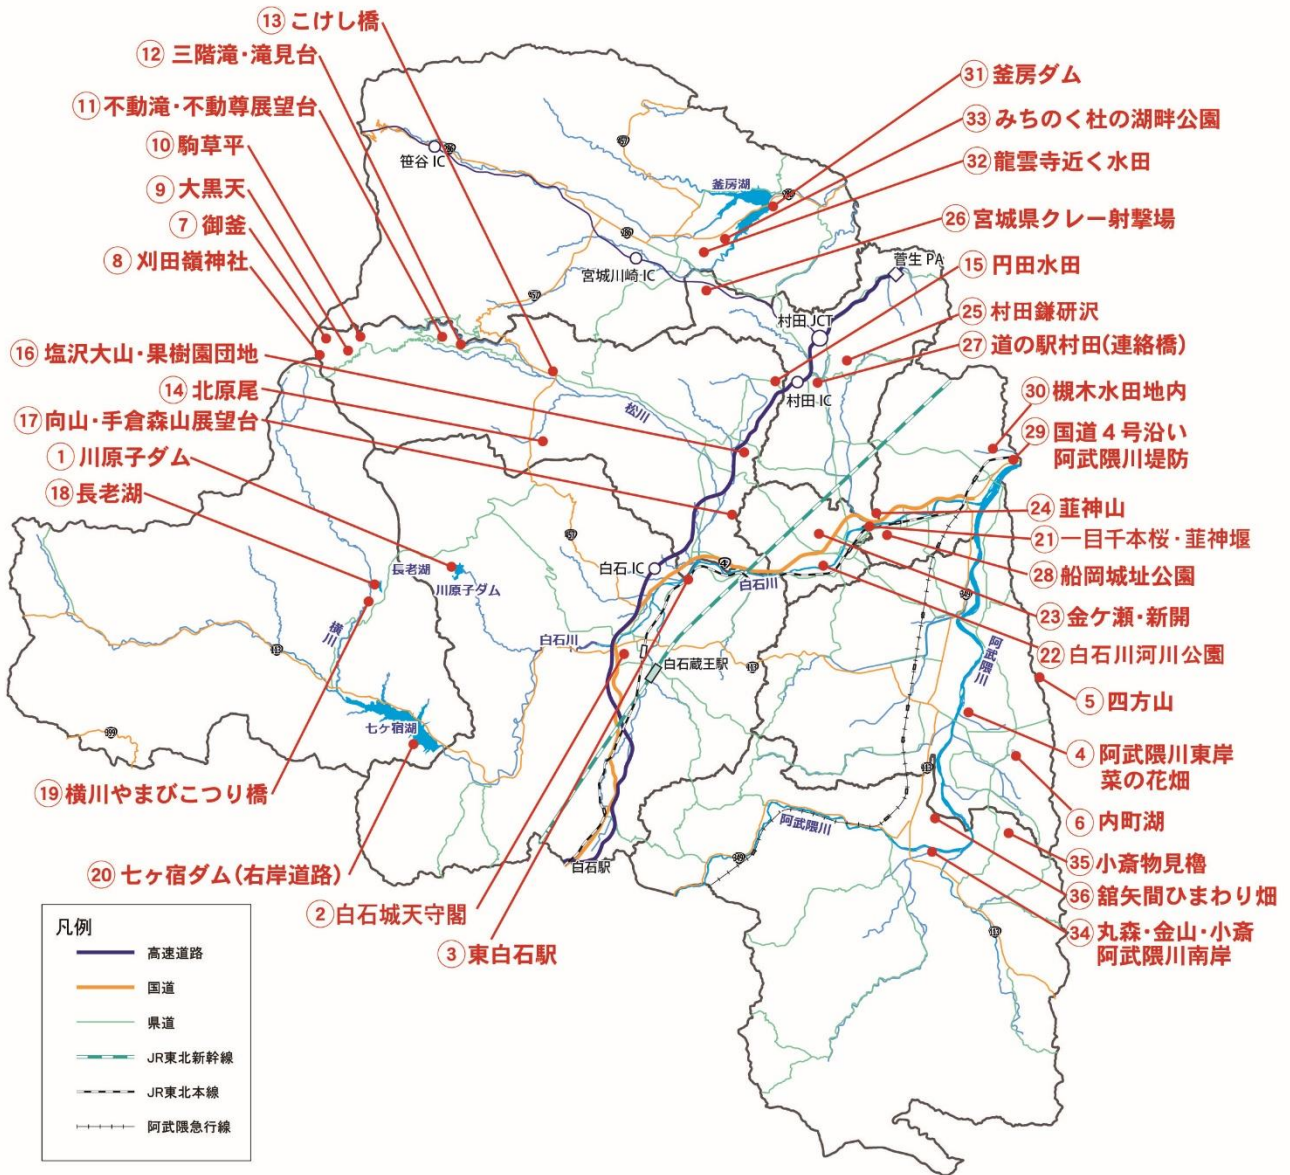 ⑬こけし橋
⑫三階滝・滝見台
⑪不動滝・不動尊展望台
⑩駒草平
⑨大黒天
⑦御釜
⑧刈田嶺神社
⑯塩沢大山・果樹園団地
⑭北原尾
⑰向山・手倉森山展望台
①川原子ダム
⑱長老湖
⑲横川やまびこつり橋
⑳七ヶ宿ダム(右岸道路)
②白石城天守閣
③東白石駅
㉛釜房ダム
㉝みちのく杜の湖畔公園
㉜龍雲寺近く水田
㉖宮城県クレー射撃場
⑮円田水田
㉕村田鎌研沢
㉗道の駅村田(連絡橋)
㉚槻木水田地内
㉙国道4号沿い
阿武隈川堤防
㉔韮神山
㉑一目千本桜・韮神堰
㉘船岡城址公園
㉓金ケ瀬・新開
㉒白石川河川公園
⑤四方山
④阿武隈川東岸
菜の花畑
⑥内町湖
㉟小斎物見櫓
㊱舘矢間ひまわり畑
㉞丸森・金山・小斎
阿武隈川南岸
笹谷 IC
釜房湖
宮城川崎 IC
菅生 PA
村田 JCT
村田 IC
松川
長老湖
川原子ダム
白石 IC
白石川
白石川
横川
白石蔵王駅
七ヶ宿湖
白石駅
阿武隈川
阿武隈川
凡例
高速道路
国道
県道
JR東北新幹線
JR東北本線
阿武隈急行線